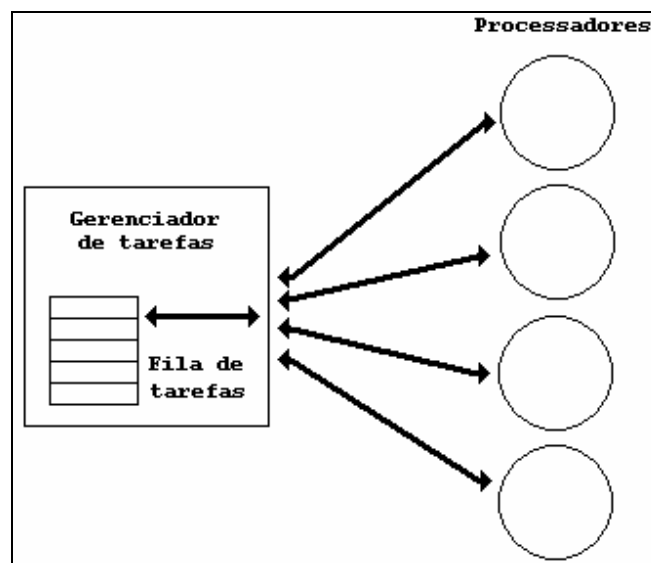 Processadores
Gerenciador
de tarefas
Fila de
tarefas